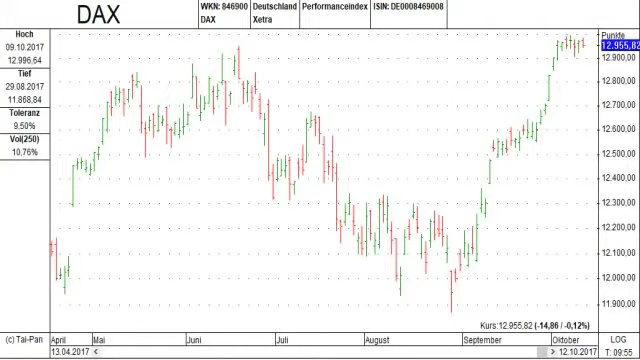 DAX
WKN: 846900 Deutschland Performanceindex ISIN: DE0008469008
DAX Xetra
Hoch
09.10.2017
12.996,64
Tief
29.08.2017
11.868,84
Toleranz
9,50%
Vol(250)
10,76%
Punkte
12.955,82
12.900,00
12.800,00
12.700,00
12.600,00
12.500,00
12.400,00
12.300,00
12.200,00
12.100,00
12.000,00
11.900,00
Kurs:12.955,82 (-14,86 / -0,12%)
(c) Tai-Pan April Mai Juni Juli August September Oktober LOG
13.04.2017 < > 12.10.2017 T: 09:55